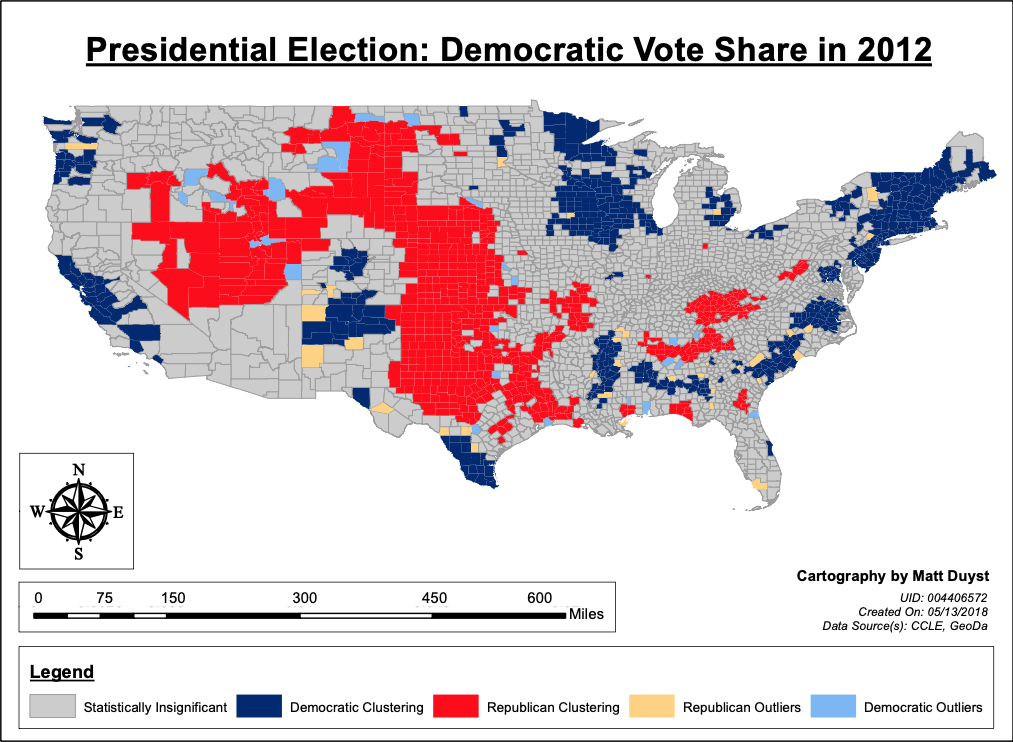 Presidential Election: Democratic Vote Share in 2012
N
W E
S
0 75 150 300 450 600
Miles
Cartography by Matt Duyst
UID: 004406572
Created On: 05/13/2018
Data Source(s): CCLE, GeoDa
Legend
Statistically Insignificant Democratic Clustering Republican Clustering Republican Outliers Democratic Outliers